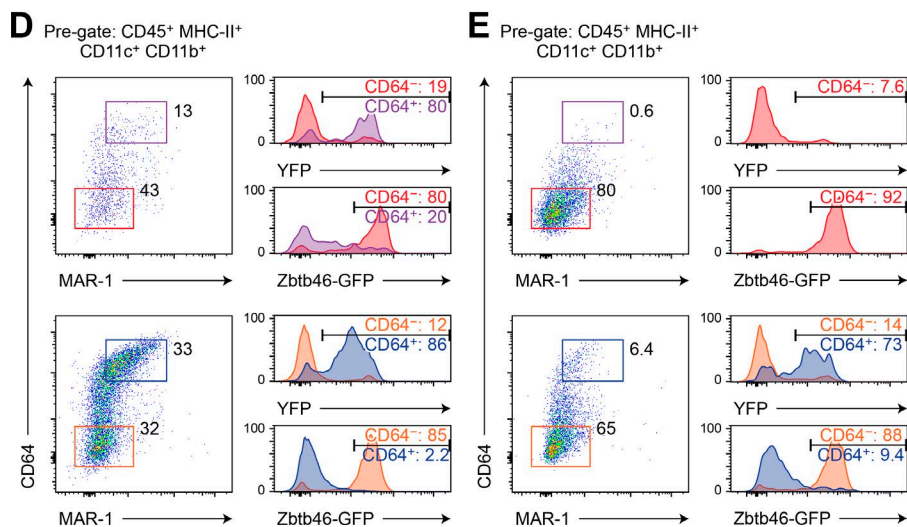 D
Pre-gate: CD45⁺ MHC-II⁺
CD11c⁺ CD11b⁺
13
43
CD64
MAR-1
100
0
CD64⁻: 19
CD64⁺: 80
YFP
100
0
CD64⁻: 80
CD64⁺: 20
Zbtb46-GFP
33
32
MAR-1
100
0
CD64⁻: 12
CD64⁺: 86
YFP
100
0
CD64⁻: 85
CD64⁺: 2.2
Zbtb46-GFP
E
Pre-gate: CD45⁺ MHC-II⁺
CD11c⁺ CD11b⁺
0.6
80
CD64
MAR-1
100
0
CD64⁻: 7.6
YFP
100
0
CD64⁻: 92
Zbtb46-GFP
6.4
65
MAR-1
100
0
CD64⁻: 14
CD64⁺: 73
YFP
100
0
CD64⁻: 88
CD64⁺: 9.4
Zbtb46-GFP